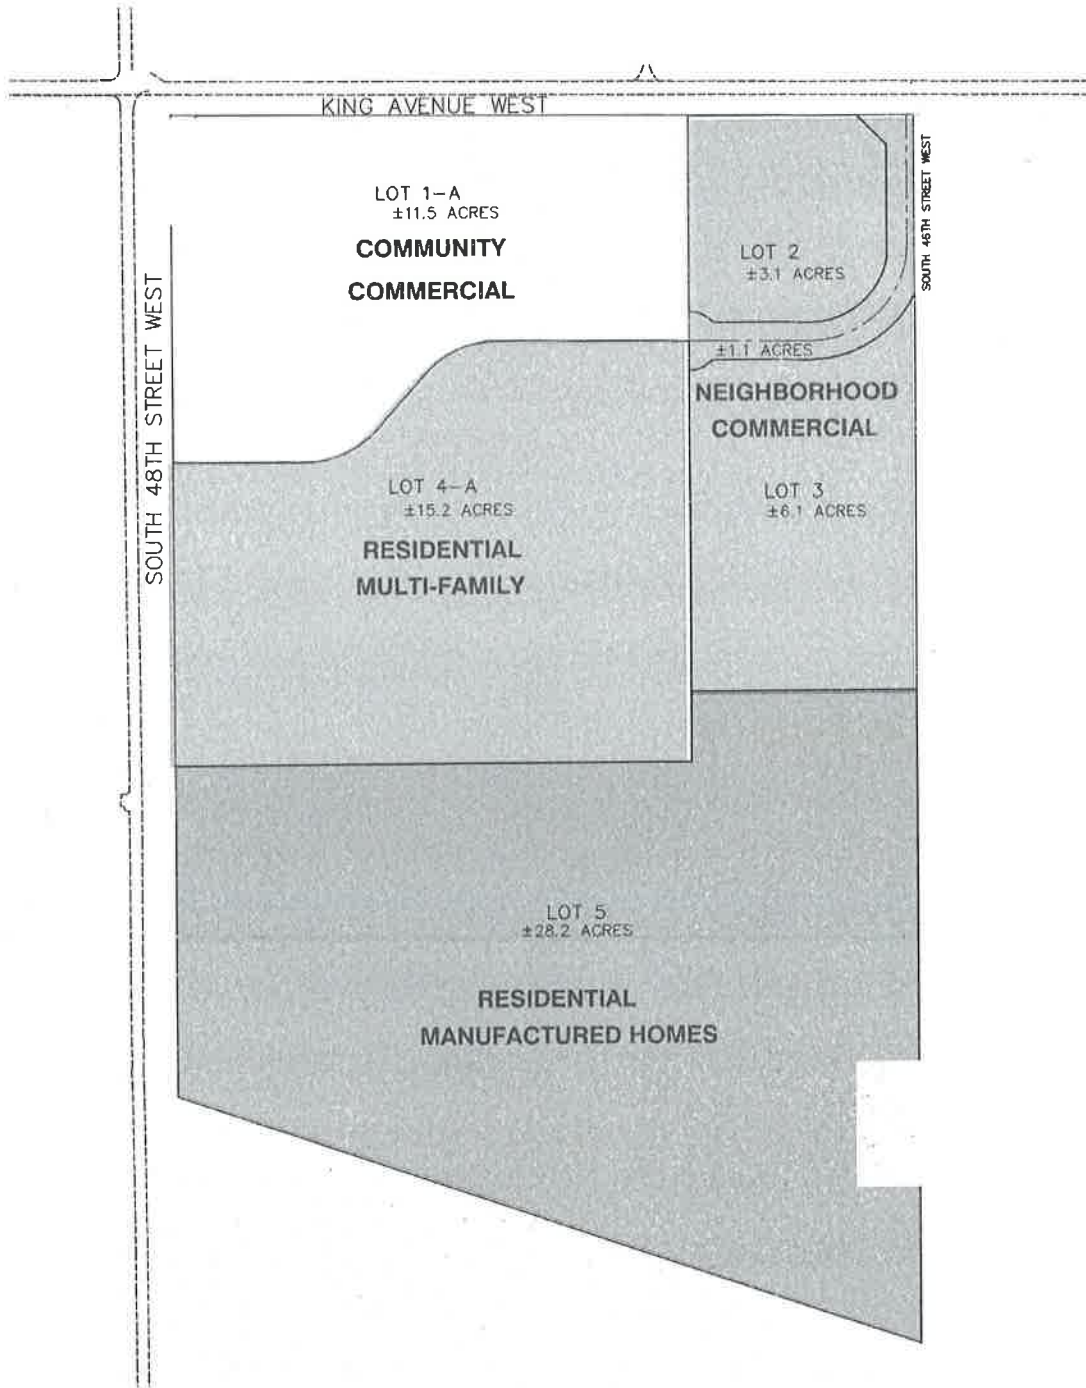 KING AVENUE WEST
LOT 1-A
±11.5 ACRES
COMMUNITY
COMMERCIAL
SOUTH 46TH STREET WEST
LOT 2
±3.1 ACRES
±1.1 ACRES
NEIGHBORHOOD
COMMERCIAL
SOUTH 48TH STREET WEST
LOT 4-A
±15.2 ACRES
LOT 3
±6.1 ACRES
RESIDENTIAL
MULTI-FAMILY
LOT 5
±28.2 ACRES
RESIDENTIAL
MANUFACTURED HOMES